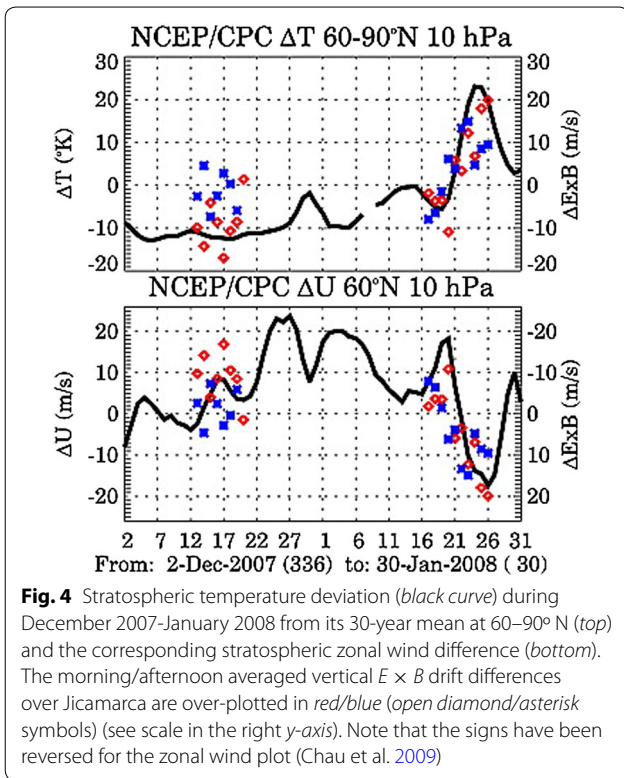 NCEP/CPC ΔT 60-90°N 10 hPa
30 30
20 20
10 10
0 0
-10 -10
-20 -20
ΔT (°K)
ΔExB (m/s)
NCEP/CPC ΔU 60°N 10 hPa
20 -20
10 -10
0 0
-10 10
-20 20
ΔU (m/s)
ΔExB (m/s)
2 7 12 17 22 27 1 6 11 16 21 26 31
From: 2-Dec-2007 (336) to: 30-Jan-2008 ( 30)
Fig. 4 Stratospheric temperature deviation (black curve) during
December 2007-January 2008 from its 30-year mean at 60–90º N (top)
and the corresponding stratospheric zonal wind difference (bottom).
The morning/afternoon averaged vertical E × B drift differences
over Jicamarca are over-plotted in red/blue (open diamond/asterisk
symbols) (see scale in the right y-axis). Note that the signs have been
reversed for the zonal wind plot (Chau et al. 2009)